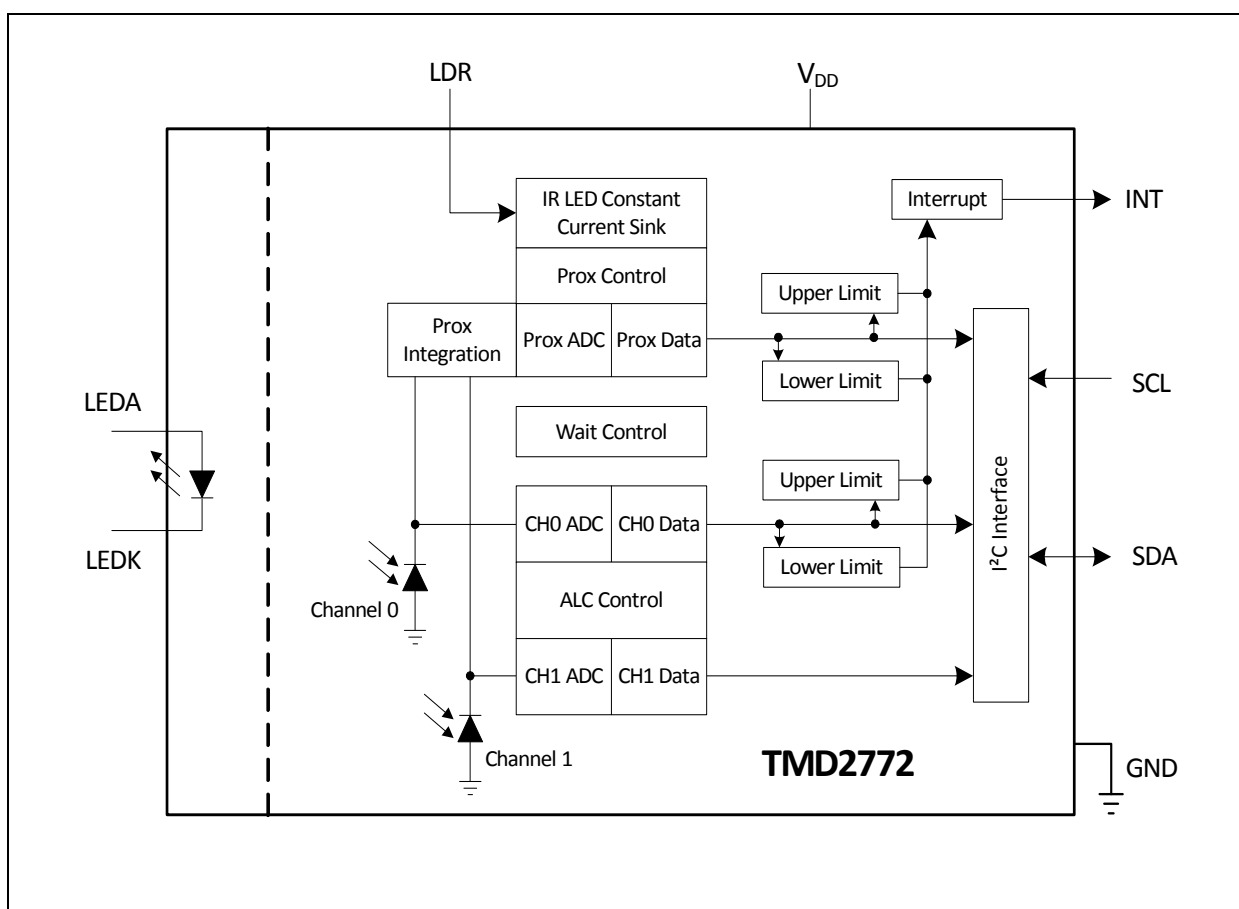 LDR
V_DD
IR LED Constant
Current Sink
Interrupt
INT
Prox Control
Upper Limit
Prox
Integration
Prox ADC
Prox Data
Lower Limit
SCL
LEDA
Wait Control
Upper Limit
I²C Interface
CH0 ADC
CH0 Data
LEDK
Lower Limit
SDA
Channel 0
ALC Control
CH1 ADC
CH1 Data
Channel 1
TMD2772
GND